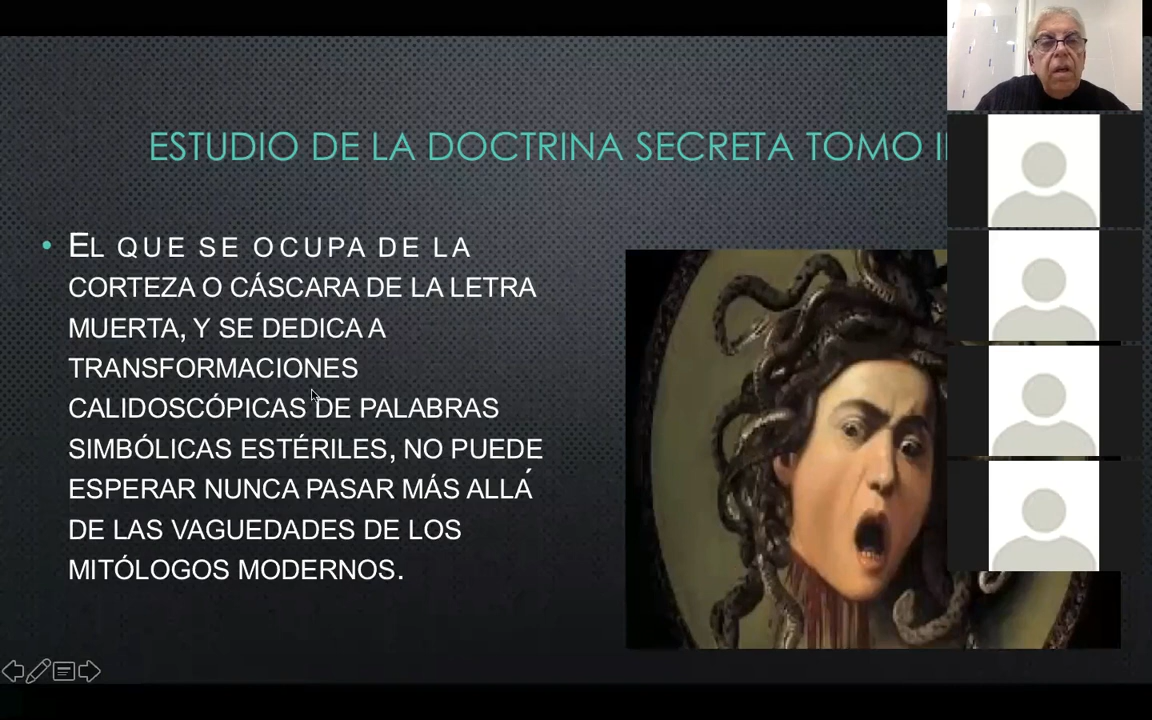 ESTUDIO DE LA DOCTRINA SECRETA TOMO
EL QUE SE OCUPA DE LA
CORTEZA O CÁSCARA DE LA LETRA
MUERTA, Y SE DEDICA A
TRANSFORMACIONES
CALIDOSCÓPICAS DE PALABRAS
SIMBÓLICAS ESTÉRILES, NO PUEDE
ESPERAR NUNCA PASAR MÁS ALLÁ
DE LAS VAGUEDADES DE LOS
MITÓLOGOS MODERNOS.